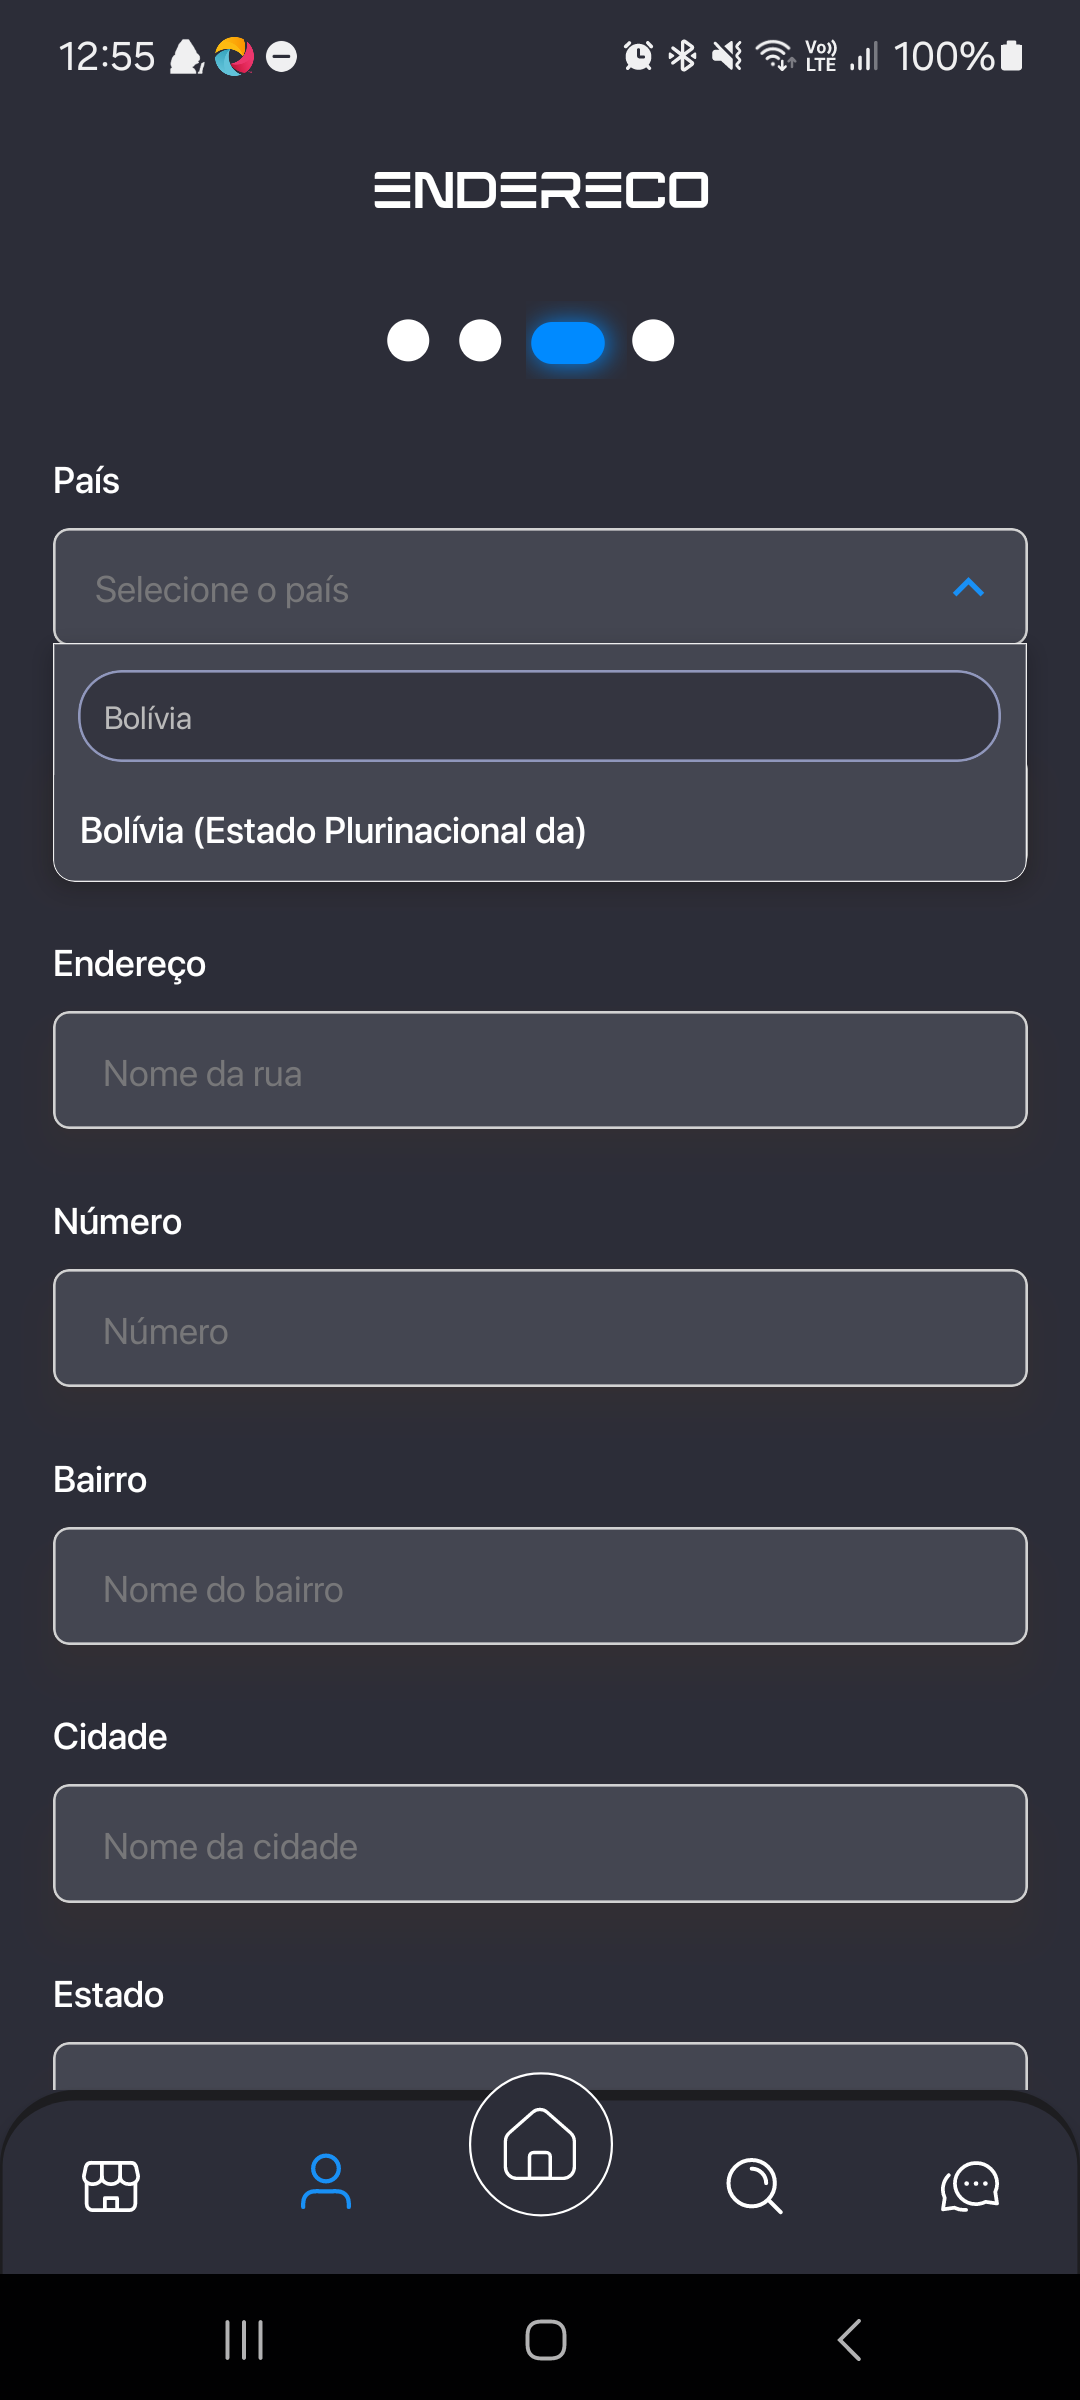 12:55
Vo)) LTE 100%
ENDERECO
País
Selecione o país
Bolívia
Bolívia (Estado Plurinacional da)
Endereço
Nome da rua
Número
Número
Bairro
Nome do bairro
Cidade
Nome da cidade
Estado